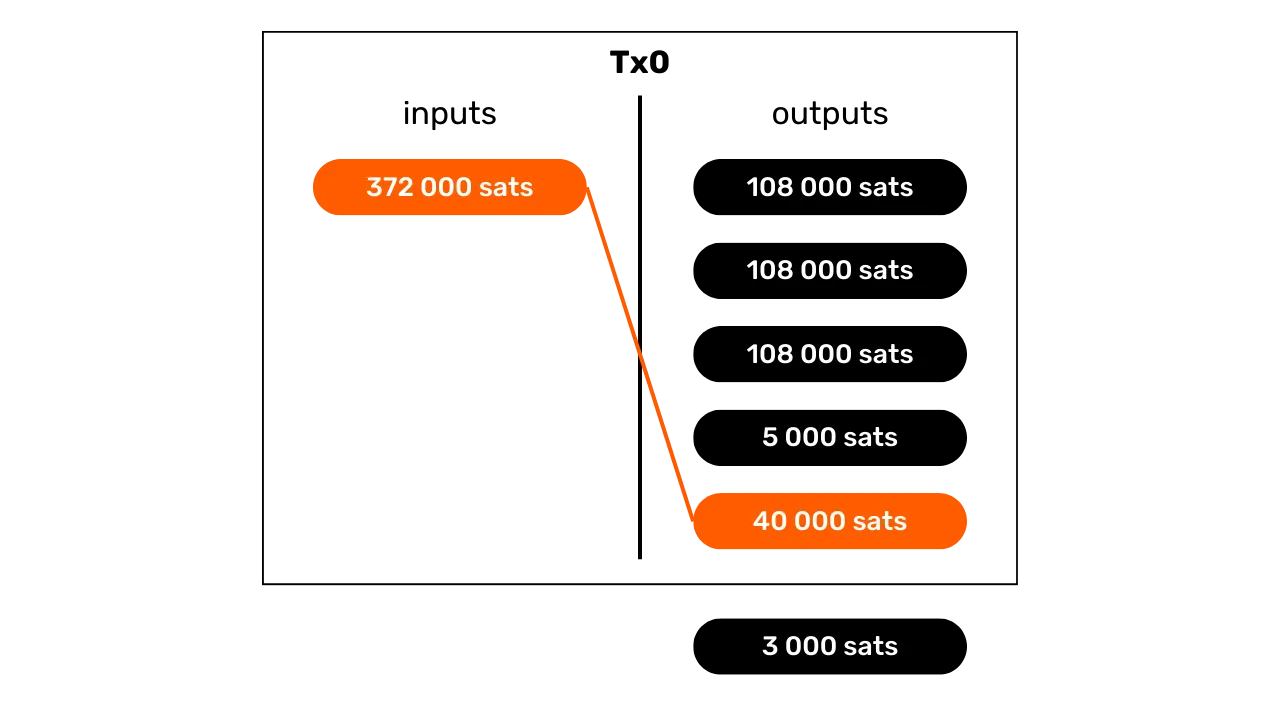 Tx0
inputs
outputs
372 000 sats
108 000 sats
108 000 sats
108 000 sats
5 000 sats
40 000 sats
3 000 sats